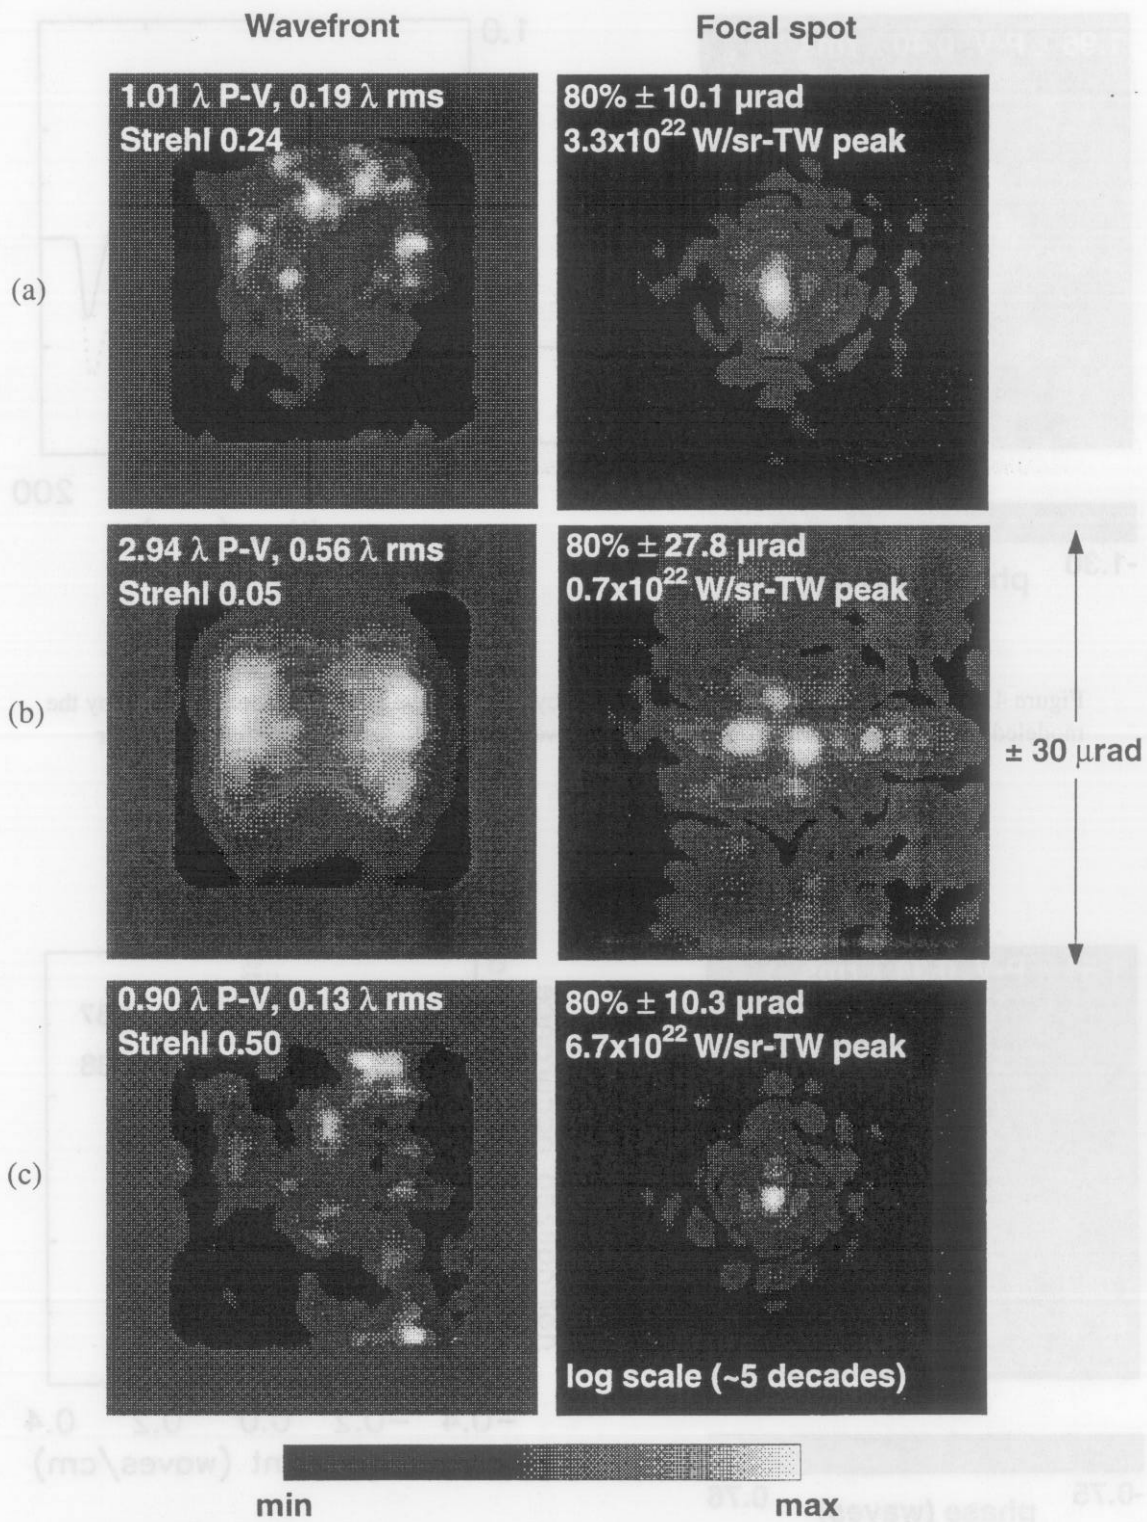 Wavefront
Focal spot
(a)
1.01 λ P-V, 0.19 λ rms
Strehl 0.24
80% ± 10.1 μrad
3.3x10²² W/sr-TW peak
(b)
2.94 λ P-V, 0.56 λ rms
Strehl 0.05
80% ± 27.8 μrad
0.7x10²² W/sr-TW peak
± 30 μrad
(c)
0.90 λ P-V, 0.13 λ rms
Strehl 0.50
80% ± 10.3 μrad
6.7x10²² W/sr-TW peak
log scale (~5 decades)
min
max